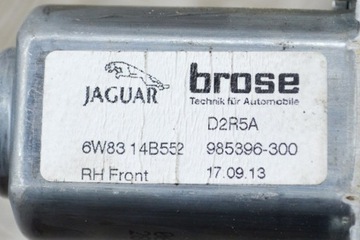 JAGUAR
brose
Technik für Automobile
D2R5A
6W83 14B552 985396-300
RH Front 17.09.13